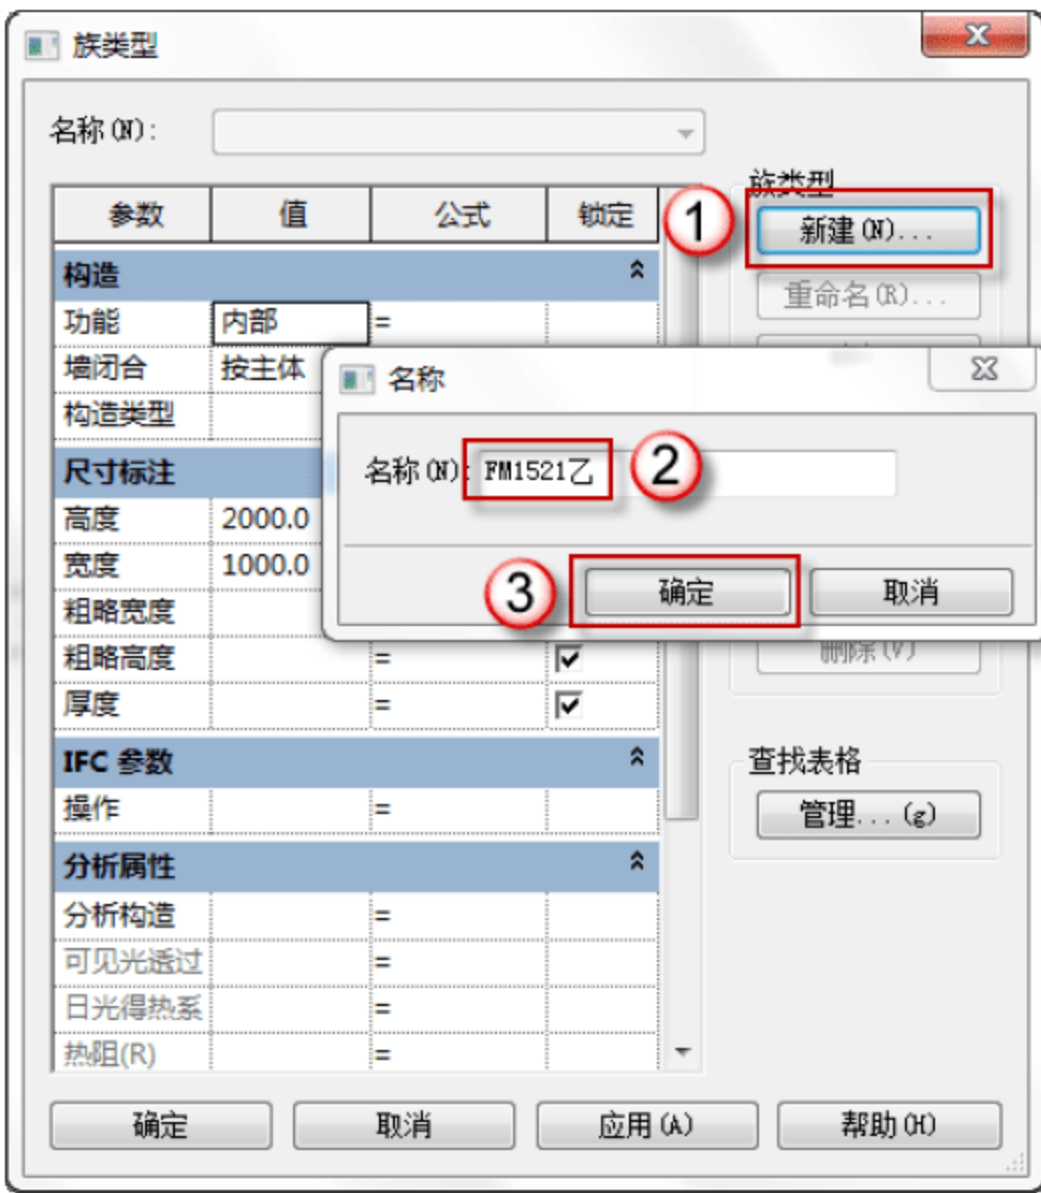 族类型
名称(N):
参数 值 公式 锁定
构造
功能 内部 =
墙闭合 按主体
构造类型
尺寸标注
高度 2000.0
宽度 1000.0
粗略宽度
粗略高度 =
厚度 =
IFC 参数
操作 =
分析属性
分析构造 =
可见光透过 =
日光得热系 =
热阻(R) =
族类型
1 新建(N)...
重命名(R)...
名称
名称(N): FM1521乙 2
3 确定 取消
删除(V)
查找表格
管理...(g)
确定 取消 应用(A) 帮助(H)